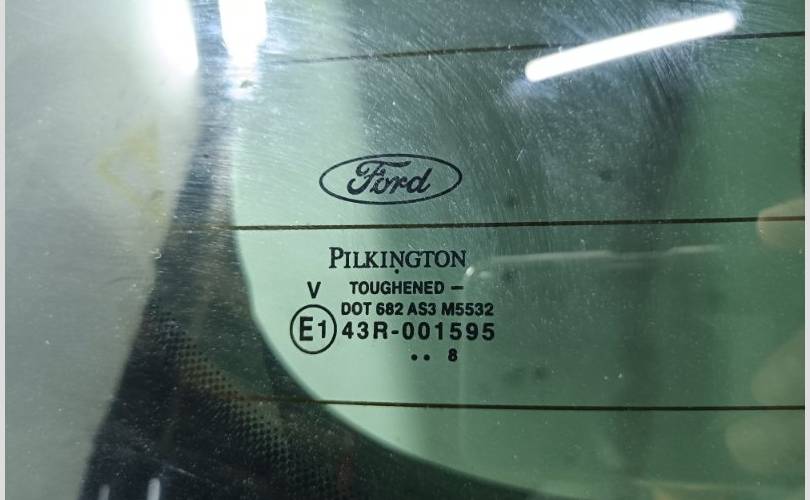 Ford
PILKINGTON
V TOUGHENED —
DOT 682 AS3 M5532
E1 43R-001595
•• 8